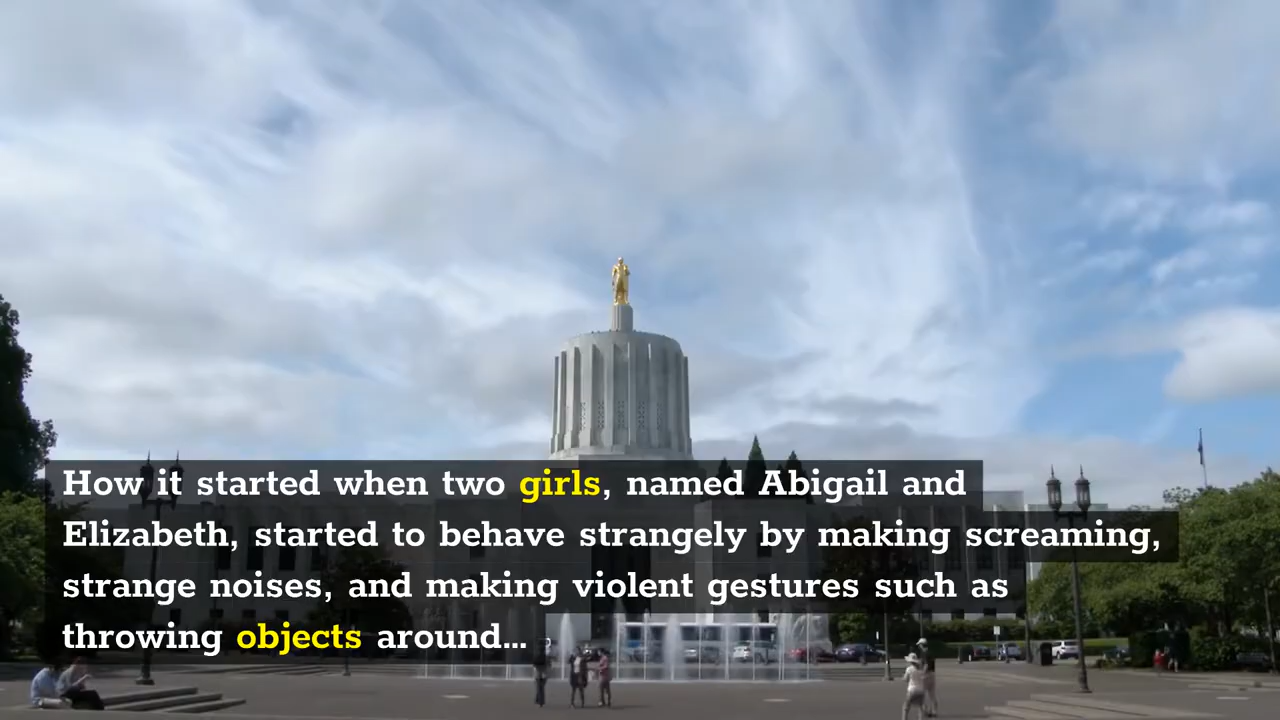 How it started when two girls, named Abigail and
Elizabeth, started to behave strangely by making screaming,
strange noises, and making violent gestures such as
throwing objects around...